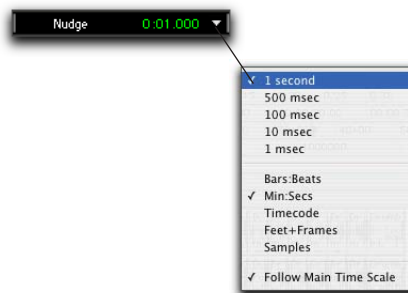 Nudge 0:01.000
✓ 1 second
500 msec
100 msec
10 msec
1 msec
Bars:Beats
✓ Min:Secs
Timecode
Feet+Frames
Samples
✓ Follow Main Time Scale